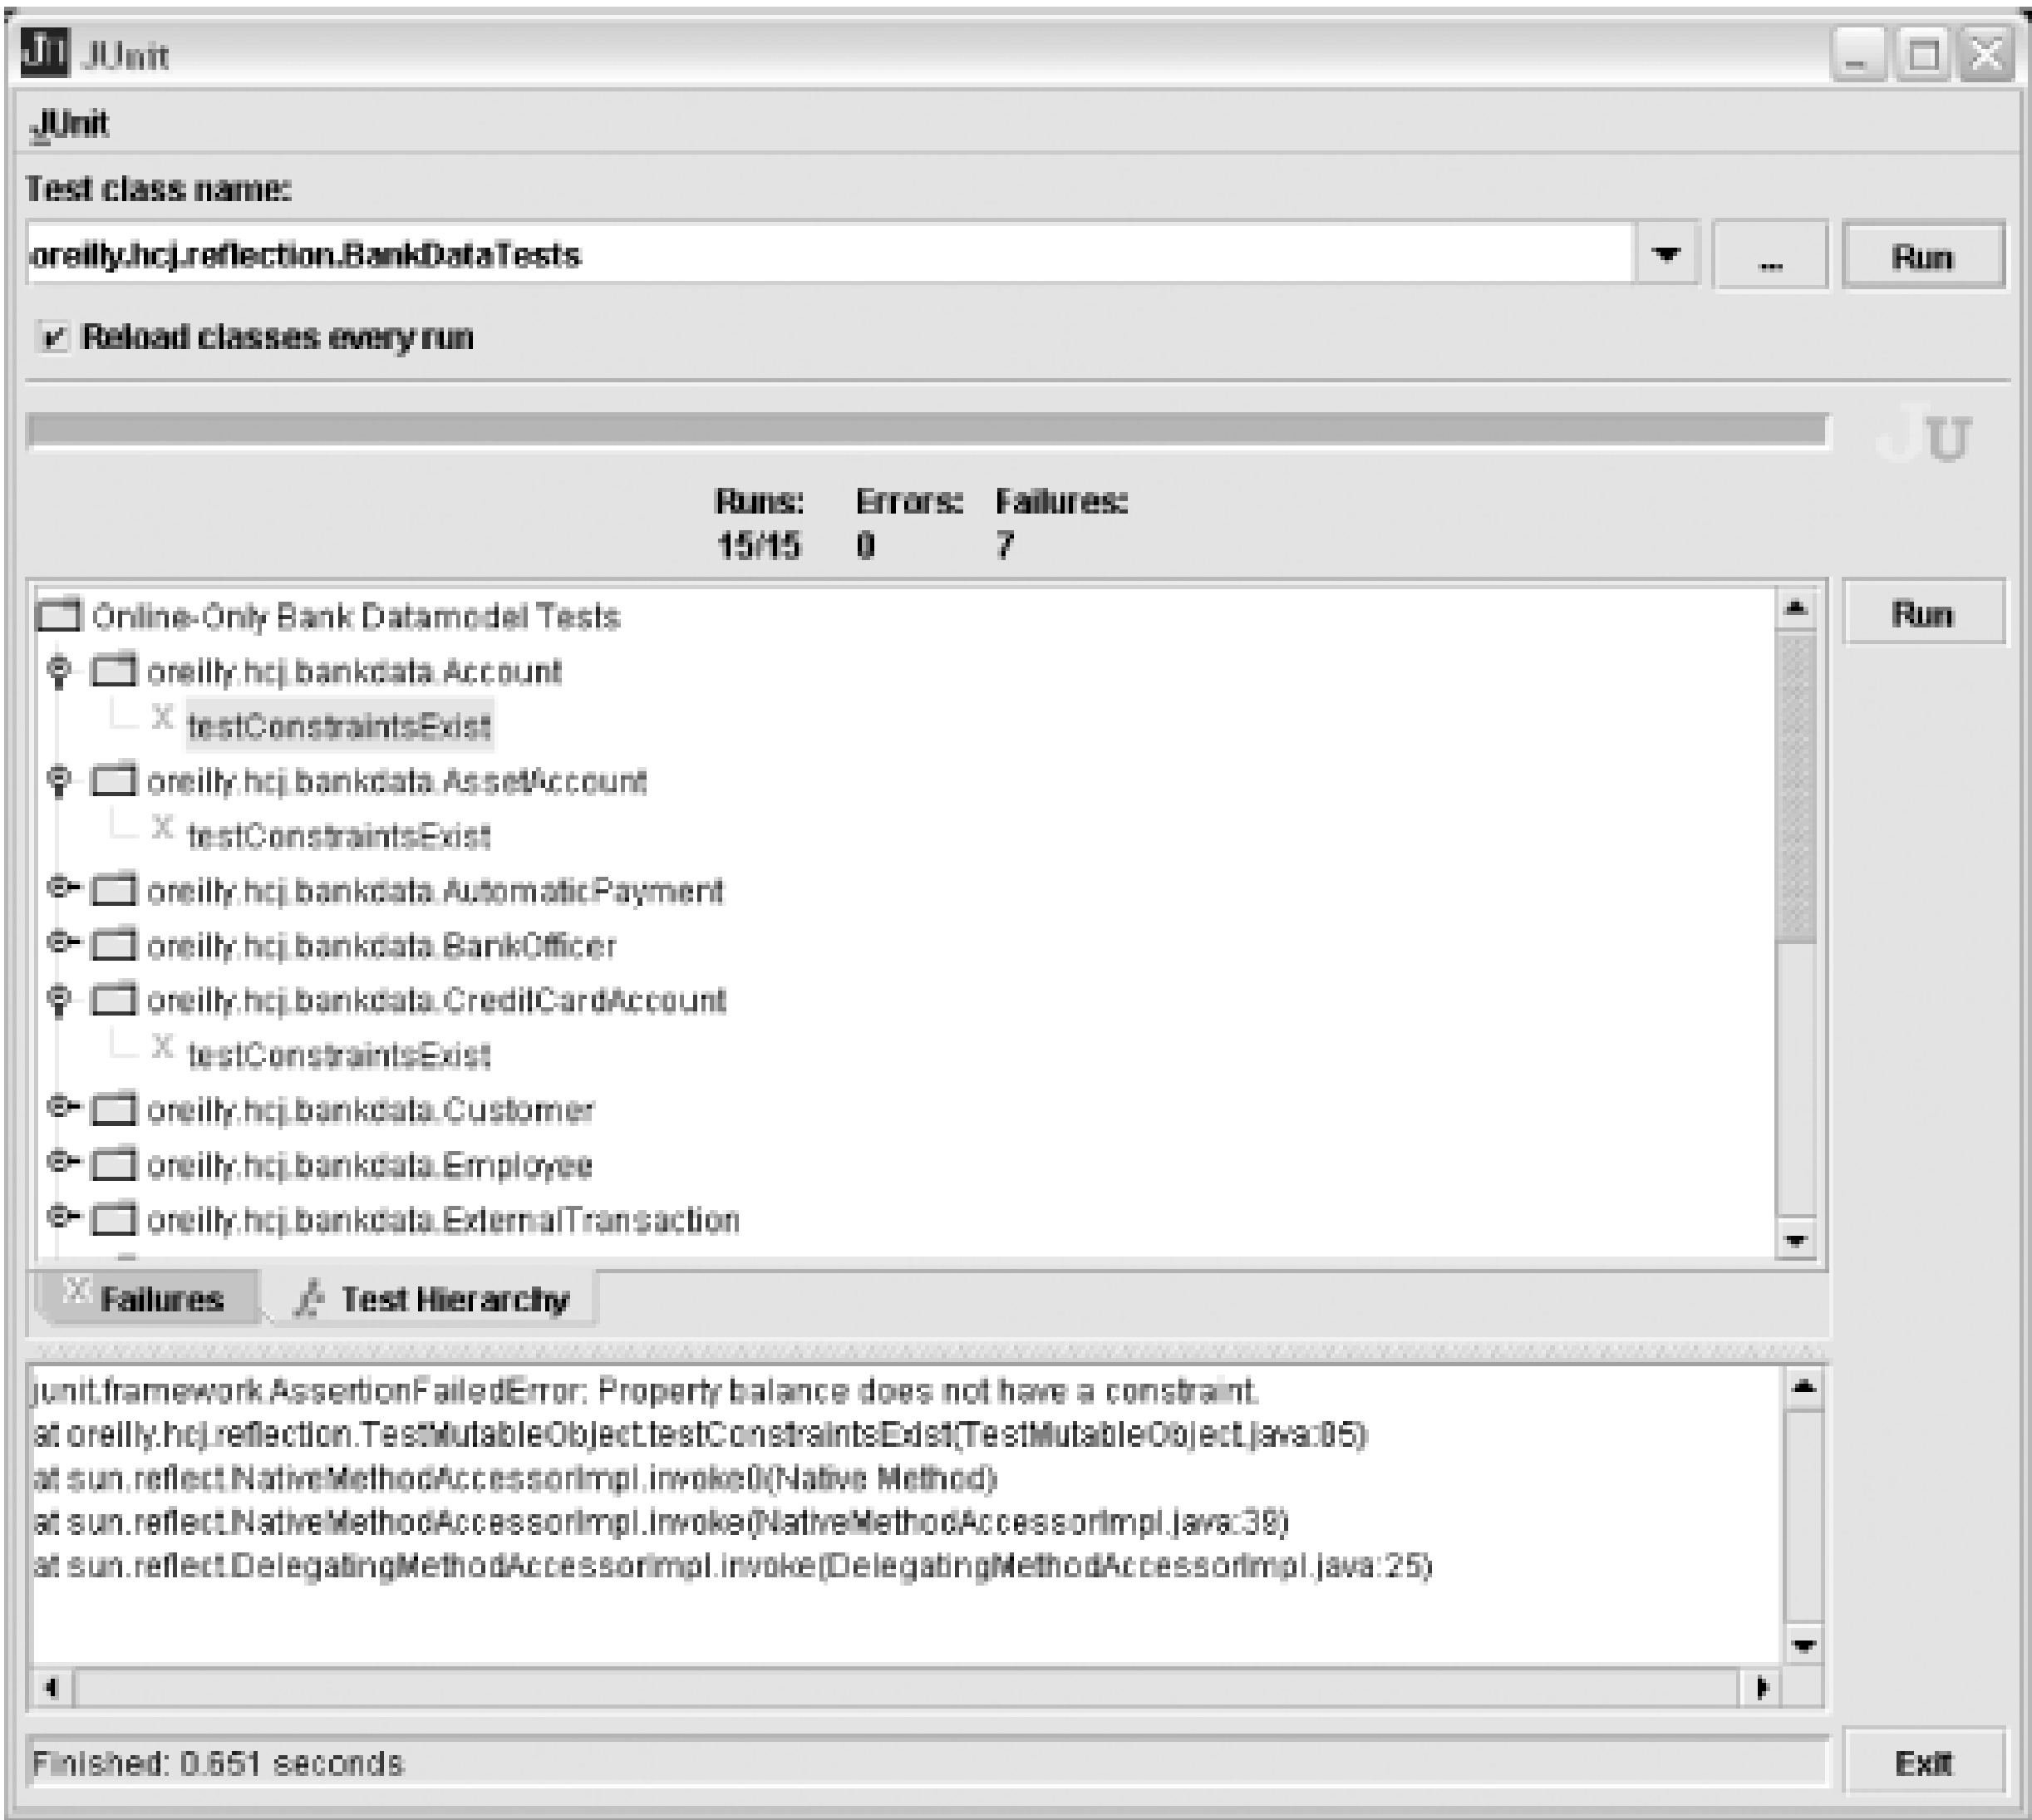 JU JUnit
JUnit
Test class name:
oreilly.hcj.reflection.BankDataTests ... Run
Reload classes every run
JU
Runs: Errors: Failures:
15/15 0 7
Online-Only Bank Datamodel Tests Run
oreilly.hcj.bankdata.Account
X testConstraintsExist
oreilly.hcj.bankdata.AssetAccount
X testConstraintsExist
oreilly.hcj.bankdata.AutomaticPayment
oreilly.hcj.bankdata.BankOfficer
oreilly.hcj.bankdata.CreditCardAccount
X testConstraintsExist
oreilly.hcj.bankdata.Customer
oreilly.hcj.bankdata.Employee
oreilly.hcj.bankdata.ExternalTransaction
X Failures Test Hierarchy
junit.framework.AssertionFailedError: Property balance does not have a constraint.
at oreilly.hcj.reflection.TestMutableObject.testConstraintsExist(TestMutableObject.java:85)
at sun.reflect.NativeMethodAccessorImpl.invoke0(Native Method)
at sun.reflect.NativeMethodAccessorImpl.invoke(NativeMethodAccessorImpl.java:39)
at sun.reflect.DelegatingMethodAccessorImpl.invoke(DelegatingMethodAccessorImpl.java:25)
Finished: 0.651 seconds Exit